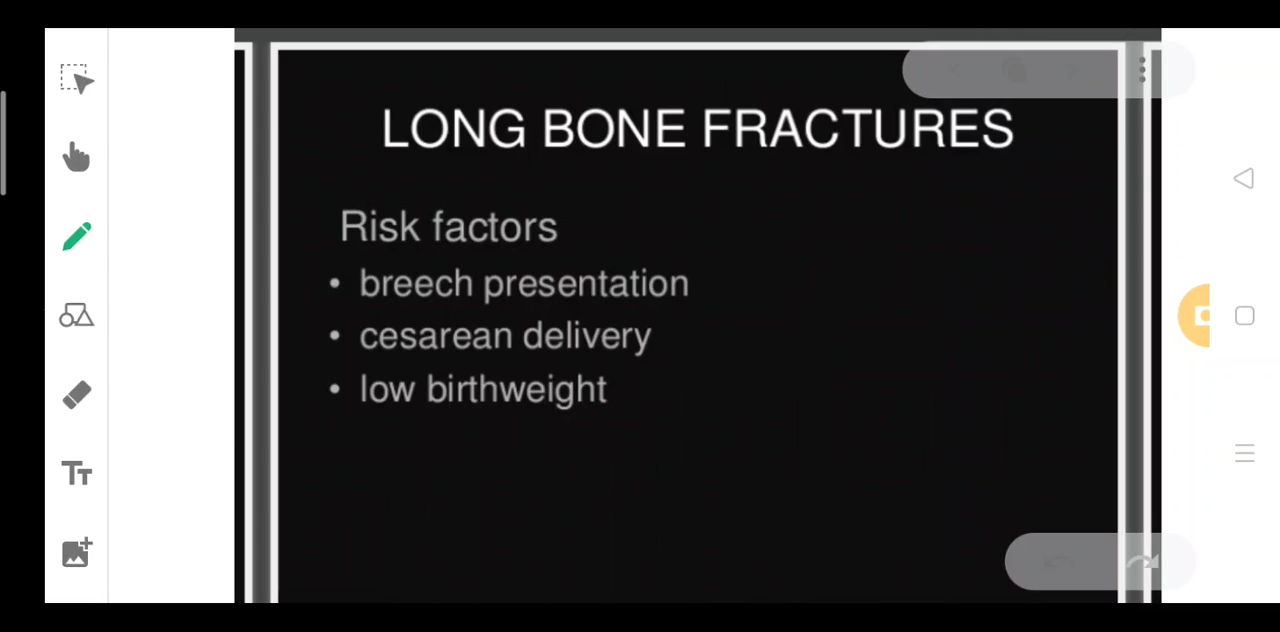 LONG BONE FRACTURES
Risk factors
• breech presentation
• cesarean delivery
• low birthweight